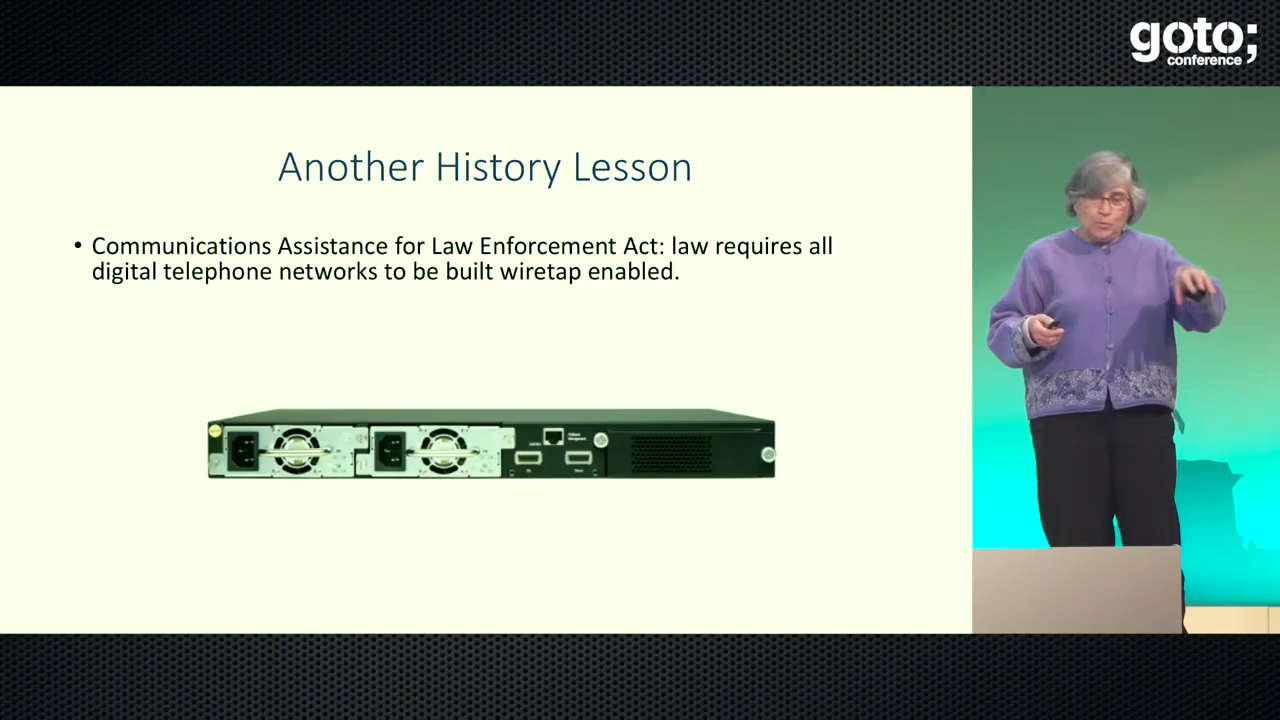 goto;
conference
Another History Lesson
• Communications Assistance for Law Enforcement Act: law requires all
digital telephone networks to be built wiretap enabled.